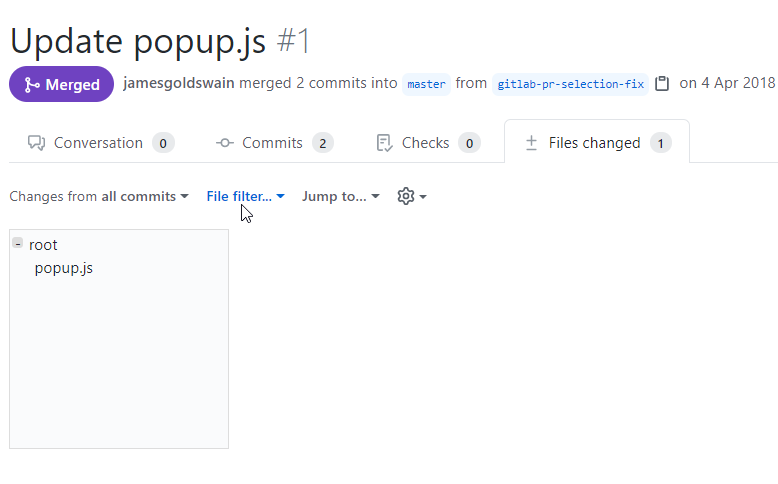 Update popup.js #1
Merged jamesgoldswain merged 2 commits into master from gitlab-pr-selection-fix on 4 Apr 2018
Conversation 0 Commits 2 Checks 0 Files changed 1
Changes from all commits File filter... Jump to...
- root
popup.js